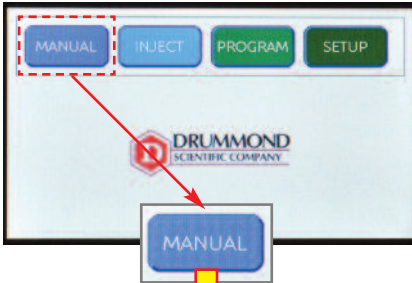 MANUAL INJECT PROGRAM SETUP
DRUMMOND
SCIENTIFIC COMPANY
MANUAL